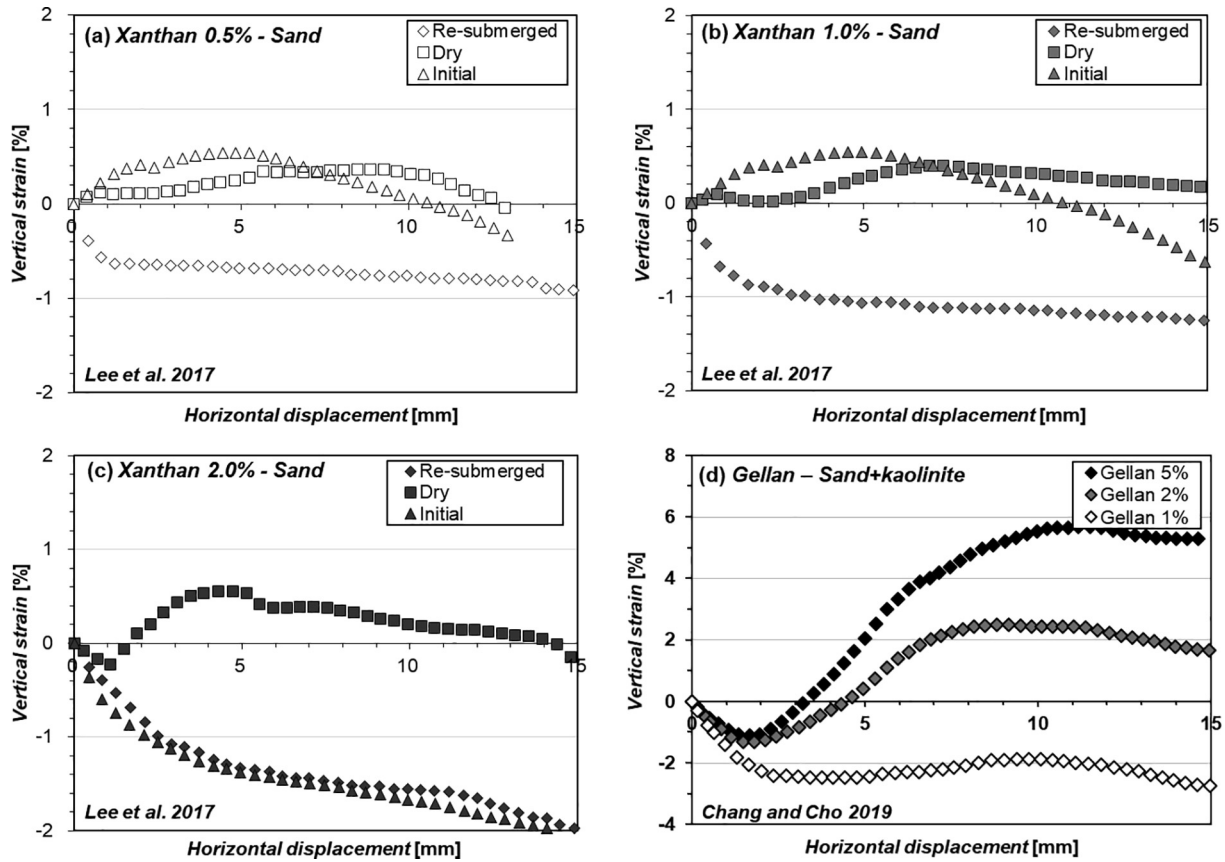 (a) Xanthan 0.5% - Sand
Re-submerged
Dry
Initial
2
1
0
-1
-2
0
5
10
15
Vertical strain [%]
Horizontal displacement [mm]
Lee et al. 2017
(b) Xanthan 1.0% - Sand
Re-submerged
Dry
Initial
2
1
0
-1
-2
0
5
10
15
Vertical strain [%]
Horizontal displacement [mm]
Lee et al. 2017
(c) Xanthan 2.0% - Sand
Re-submerged
Dry
Initial
2
1
0
-1
-2
0
5
10
15
Vertical strain [%]
Horizontal displacement [mm]
Lee et al. 2017
(d) Gellan – Sand+kaolinite
Gellan 5%
Gellan 2%
Gellan 1%
8
6
4
2
0
-2
-4
0
5
10
15
Vertical strain [%]
Horizontal displacement [mm]
Chang and Cho 2019